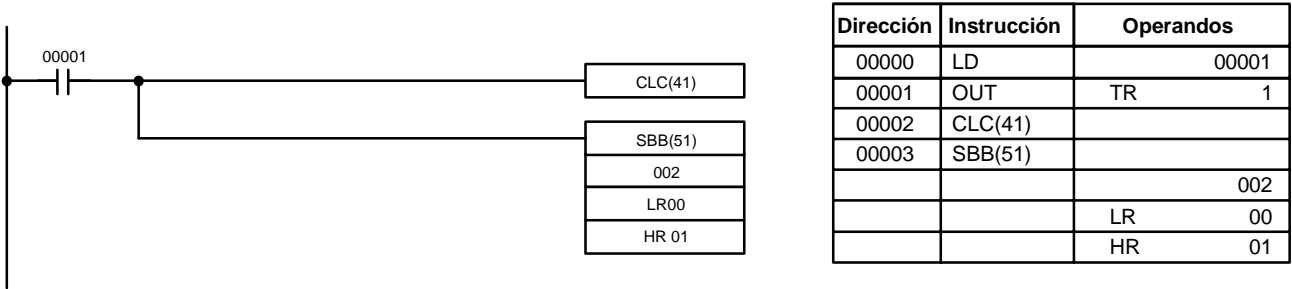 00001
CLC(41)
SBB(51)
002
LR00
HR 01
Dirección Instrucción Operandos
00000 LD 00001
00001 OUT TR 1
00002 CLC(41)
00003 SBB(51)
002
LR 00
HR 01